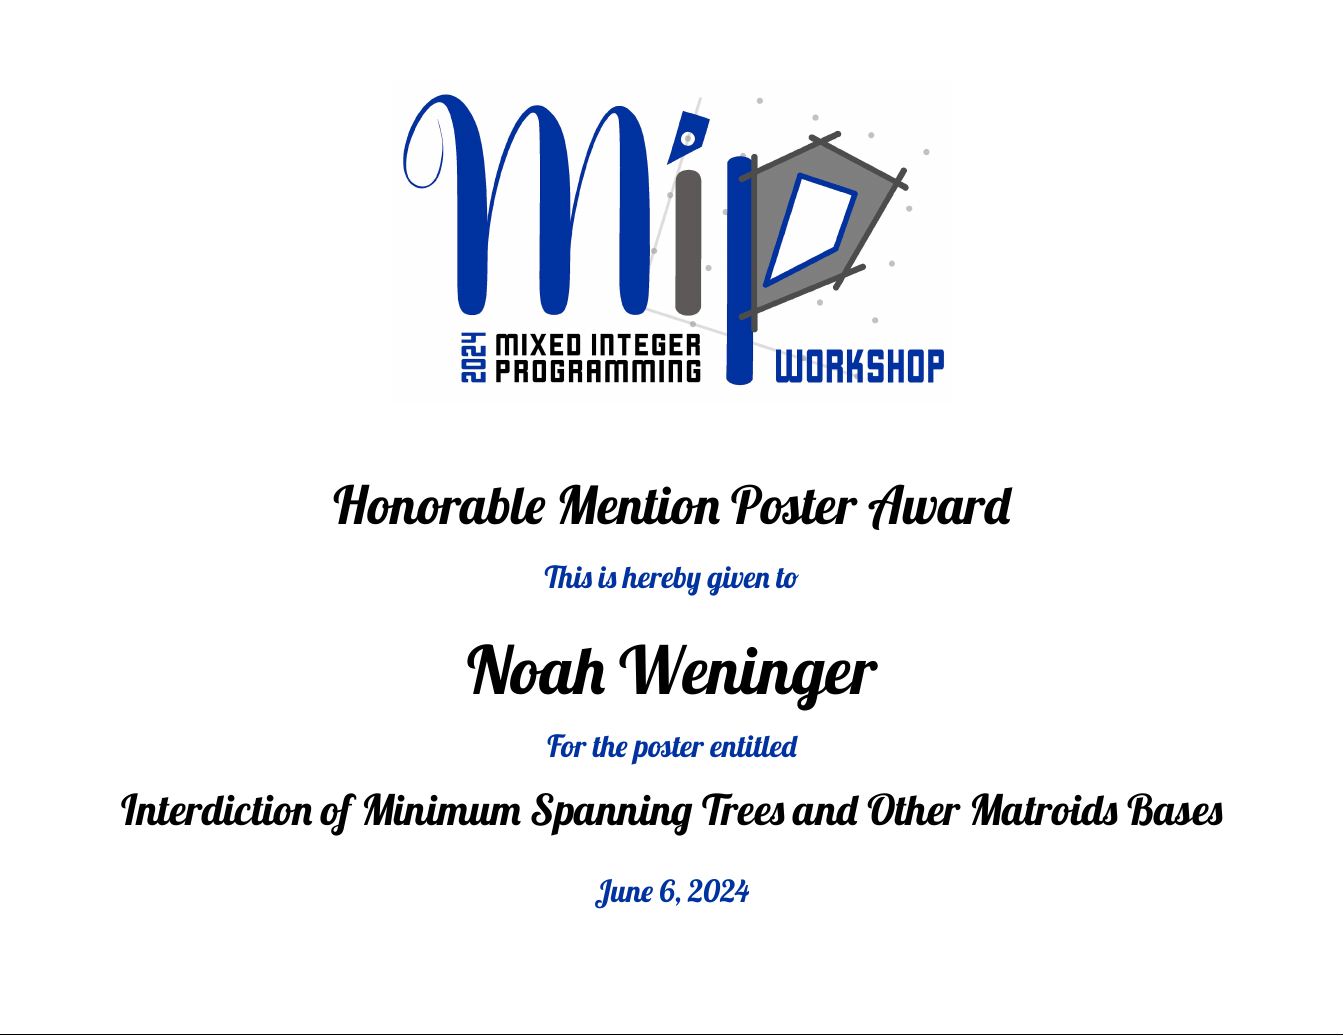 Mip
2024
MIXED INTEGER
PROGRAMMING
WORKSHOP
Honorable Mention Poster Award
This is hereby given to
Noah Weninger
For the poster entitled
Interdiction of Minimum Spanning Trees and Other Matroids Bases
June 6, 2024